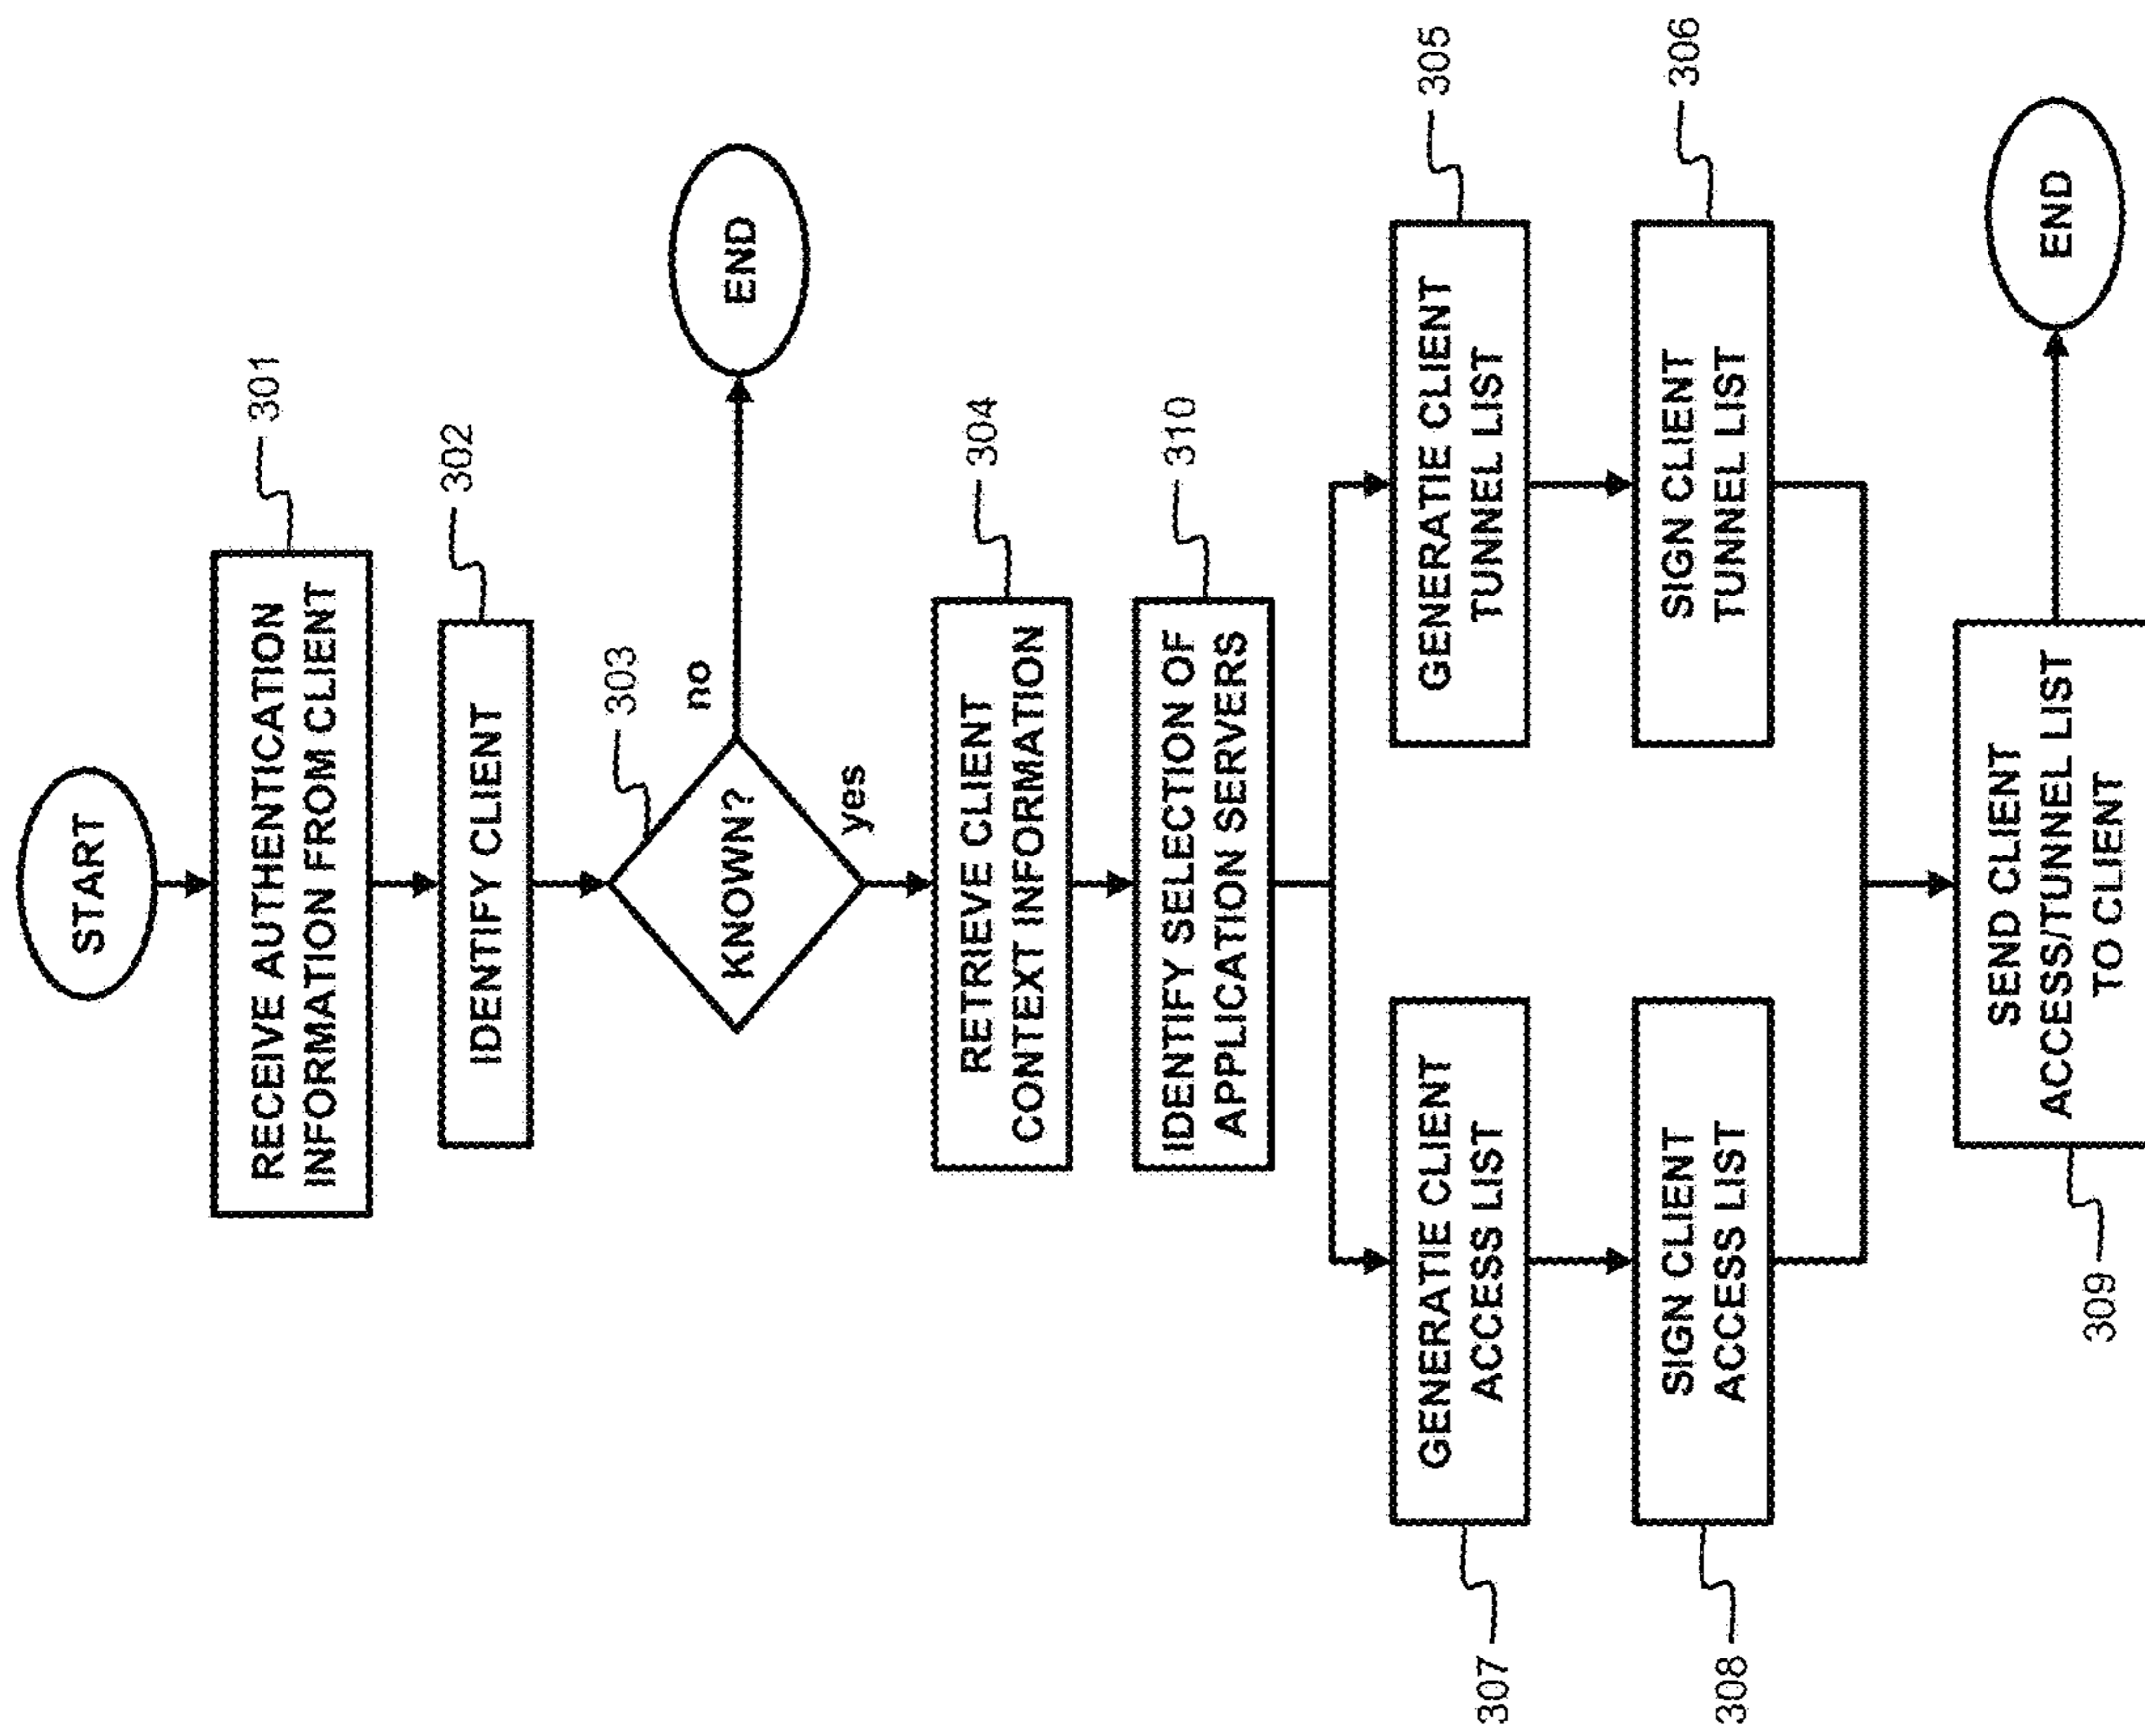 START
RECEIVE AUTHENTICATION
INFORMATION FROM CLIENT
301
IDENTIFY CLIENT
302
KNOWN?
303
no
END
yes
RETRIEVE CLIENT
CONTEXT INFORMATION
304
IDENTIFY SELECTION OF
APPLICATION SERVERS
310
GENERATIE CLIENT
ACCESS LIST
307
GENERATIE CLIENT
TUNNEL LIST
305
SIGN CLIENT
ACCESS LIST
308
SIGN CLIENT
TUNNEL LIST
306
SEND CLIENT
ACCESS/TUNNEL LIST
TO CLIENT
309
END